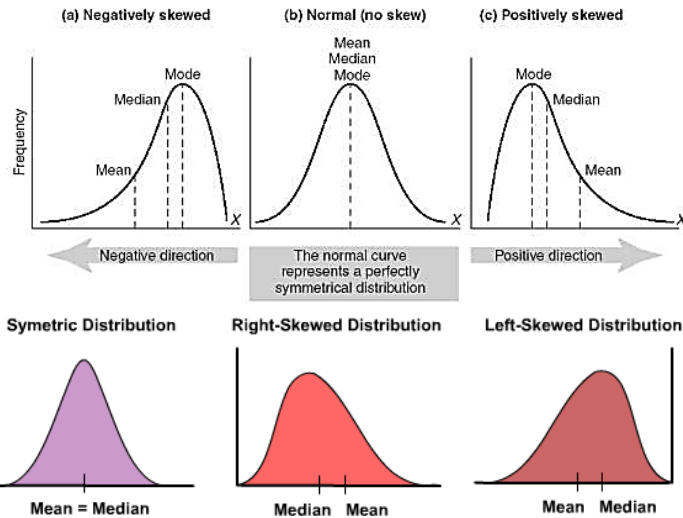 (a) Negatively skewed
(b) Normal (no skew)
(c) Positively skewed
Mean
Median
Mode
Mode
Median
Mean
Frequency
X
X
Mode
Median
Mean
X
Negative direction
The normal curve
represents a perfectly
symmetrical distribution
Positive direction
Symetric Distribution
Right-Skewed Distribution
Left-Skewed Distribution
Mean = Median
Median
Mean
Mean
Median